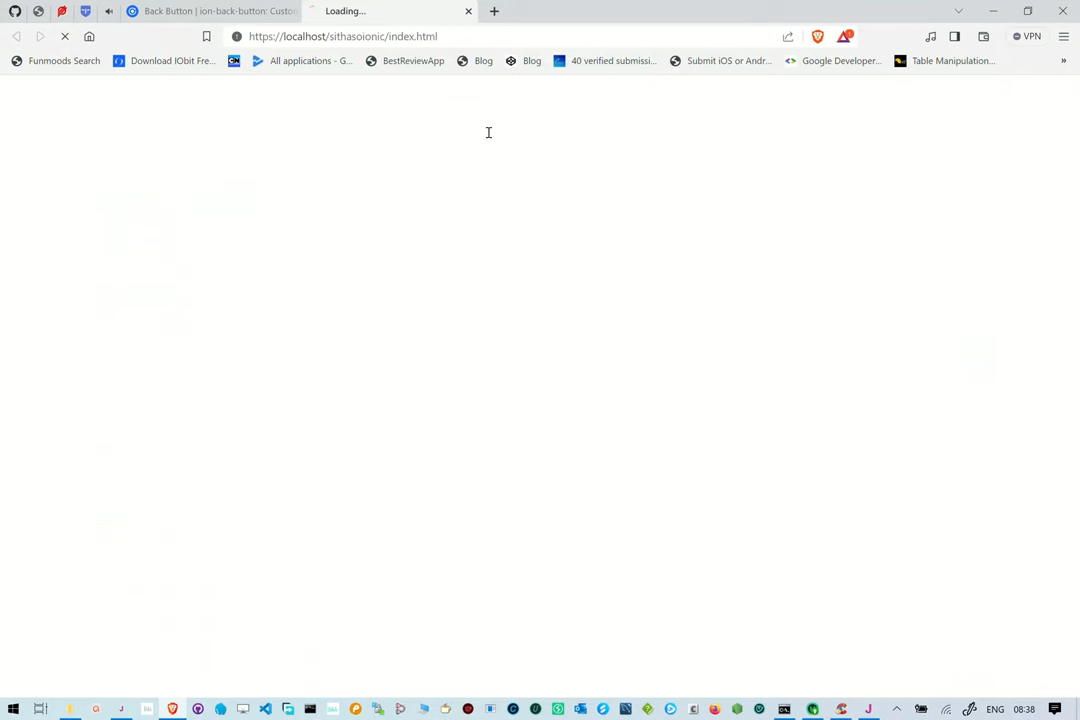 Back Button | ion-back-button: Custo
Loading...
https://localhost/sithasoionic/index.html
VPN
Funmoods Search
Download IObit Fre...
All applications - G...
BestReviewApp
Blog
Blog
40 verified submissi...
Submit iOS or Andr...
Google Developer...
Table Manipulation...
»
ENG
08:38